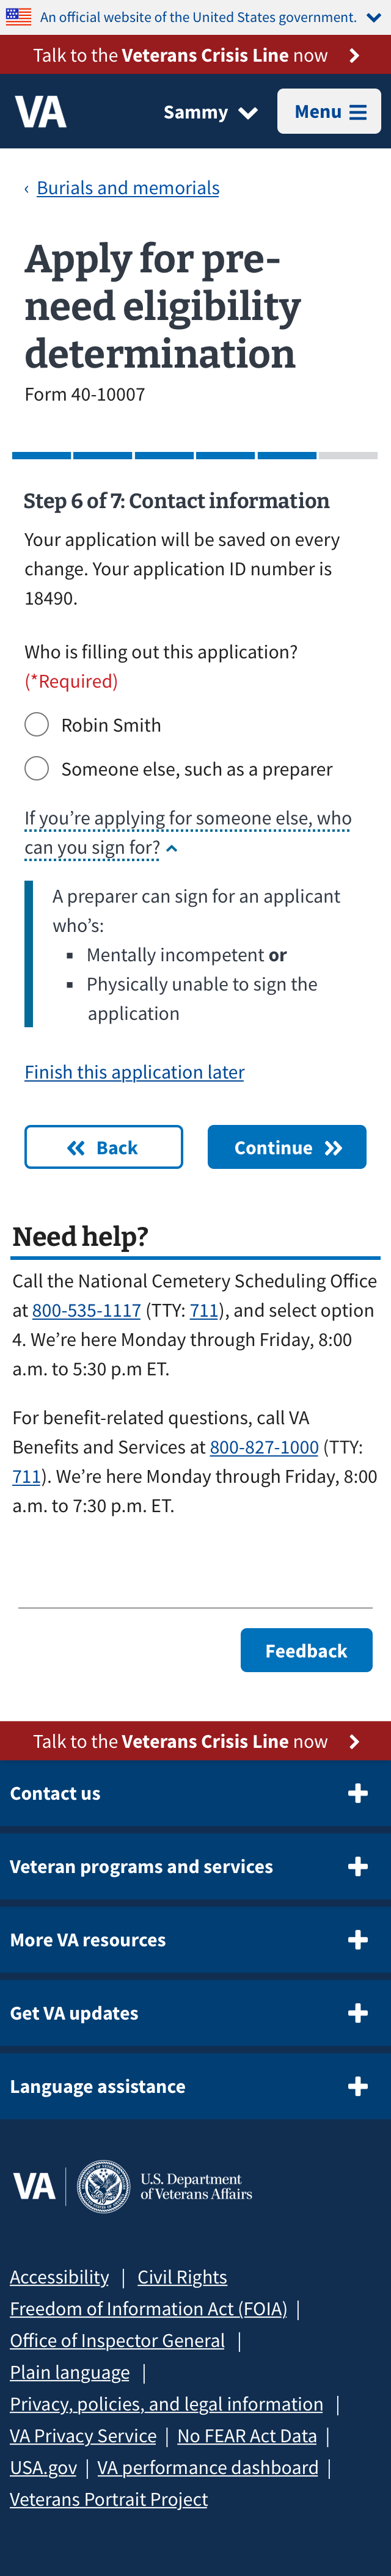 An official website of the United States government.
Talk to the Veterans Crisis Line now
VA
Sammy
Menu
‹ Burials and memorials
Apply for pre-
need eligibility
determination
Form 40-10007
Step 6 of 7: Contact information
Your application will be saved on every
change. Your application ID number is
18490.
Who is filling out this application?
(*Required)
Robin Smith
Someone else, such as a preparer
If you’re applying for someone else, who
can you sign for?
A preparer can sign for an applicant
who’s:
▪ Mentally incompetent or
▪ Physically unable to sign the
application
Finish this application later
Back
Continue
Need help?
Call the National Cemetery Scheduling Office
at 800-535-1117 (TTY: 711), and select option
4. We’re here Monday through Friday, 8:00
a.m. to 5:30 p.m ET.
For benefit-related questions, call VA
Benefits and Services at 800-827-1000 (TTY:
711). We’re here Monday through Friday, 8:00
a.m. to 7:30 p.m. ET.
Feedback
Talk to the Veterans Crisis Line now
Contact us
Veteran programs and services
More VA resources
Get VA updates
Language assistance
VA | U.S. Department
of Veterans Affairs
Accessibility | Civil Rights
Freedom of Information Act (FOIA) |
Office of Inspector General |
Plain language |
Privacy, policies, and legal information |
VA Privacy Service | No FEAR Act Data |
USA.gov | VA performance dashboard |
Veterans Portrait Project